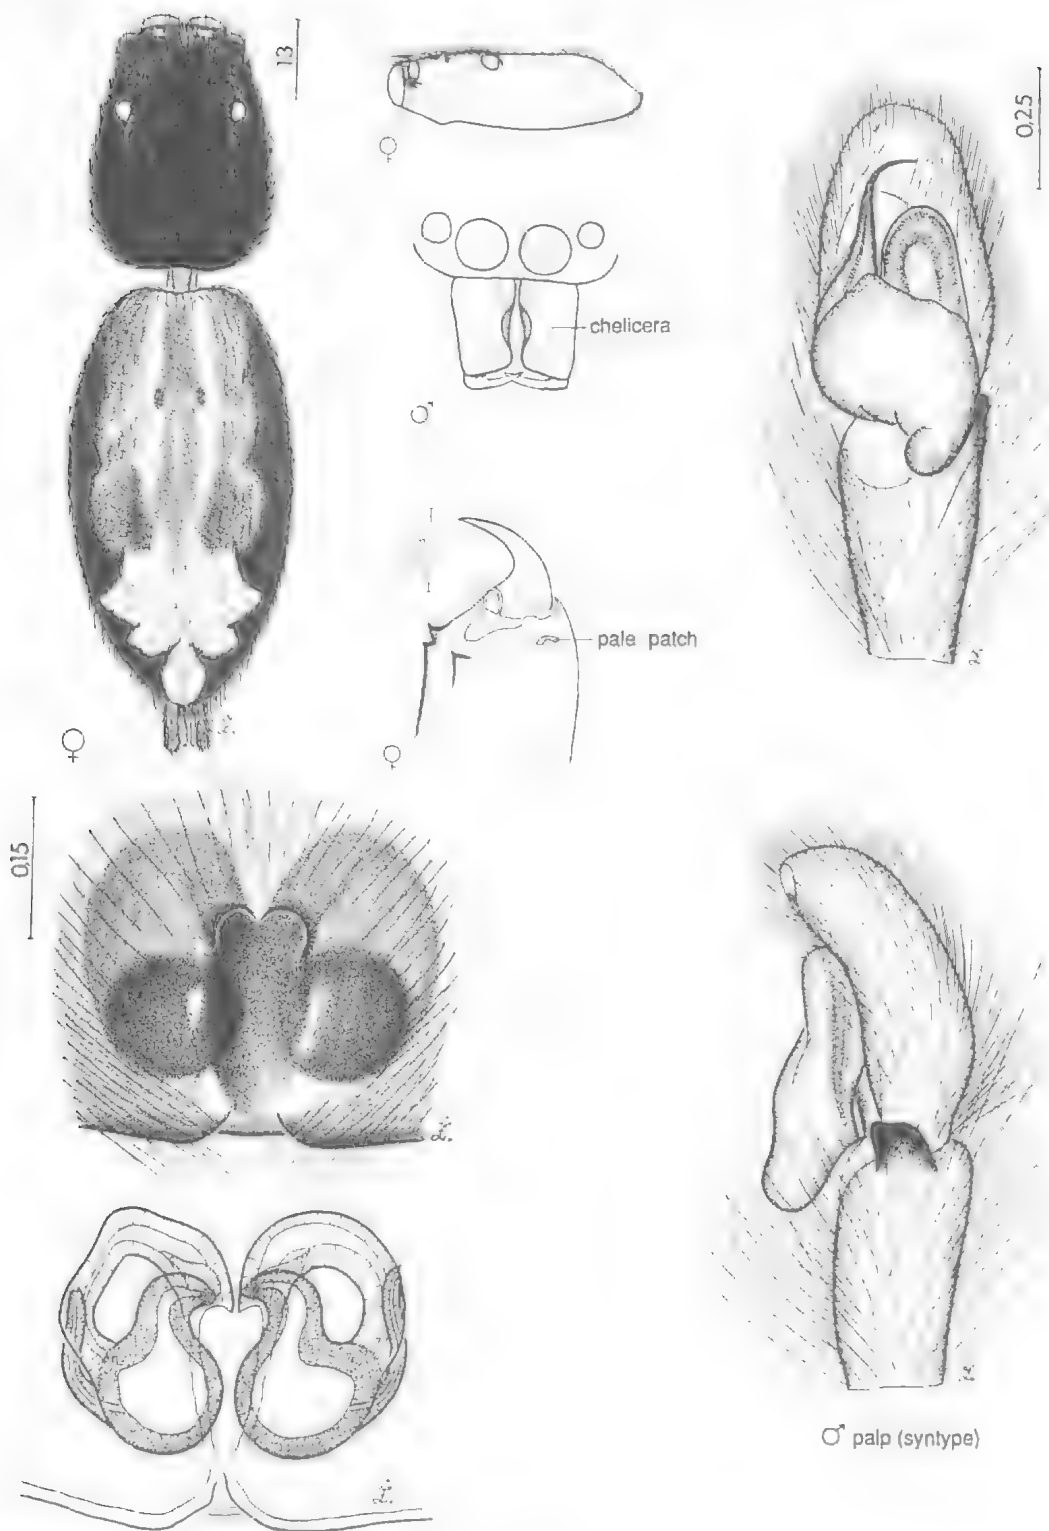 13
♀
0,25
chelicera
♂
pale patch
♀
♀
0,15
♂ palp (syntype)